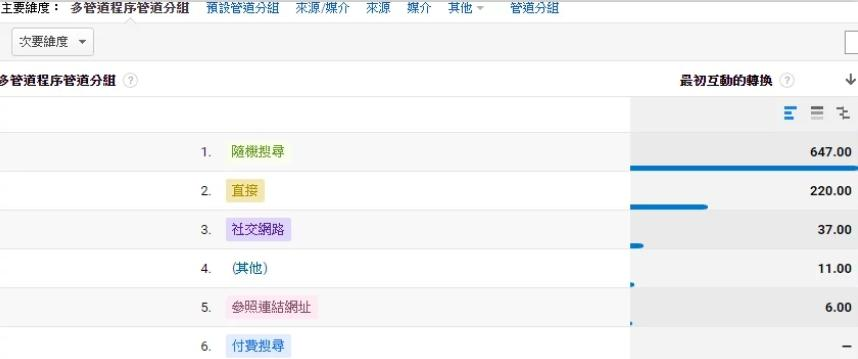 主要維度： 多管道程序管道分組 預設管道分組 來源/媒介 來源 媒介 其他 管道分組
次要維度
多管道程序管道分組 ? 最初互動的轉換 ? ↓
1. 隨機搜尋 647.00
2. 直接 220.00
3. 社交網路 37.00
4. (其他) 11.00
5. 參照連結網址 6.00
6. 付費搜尋 –